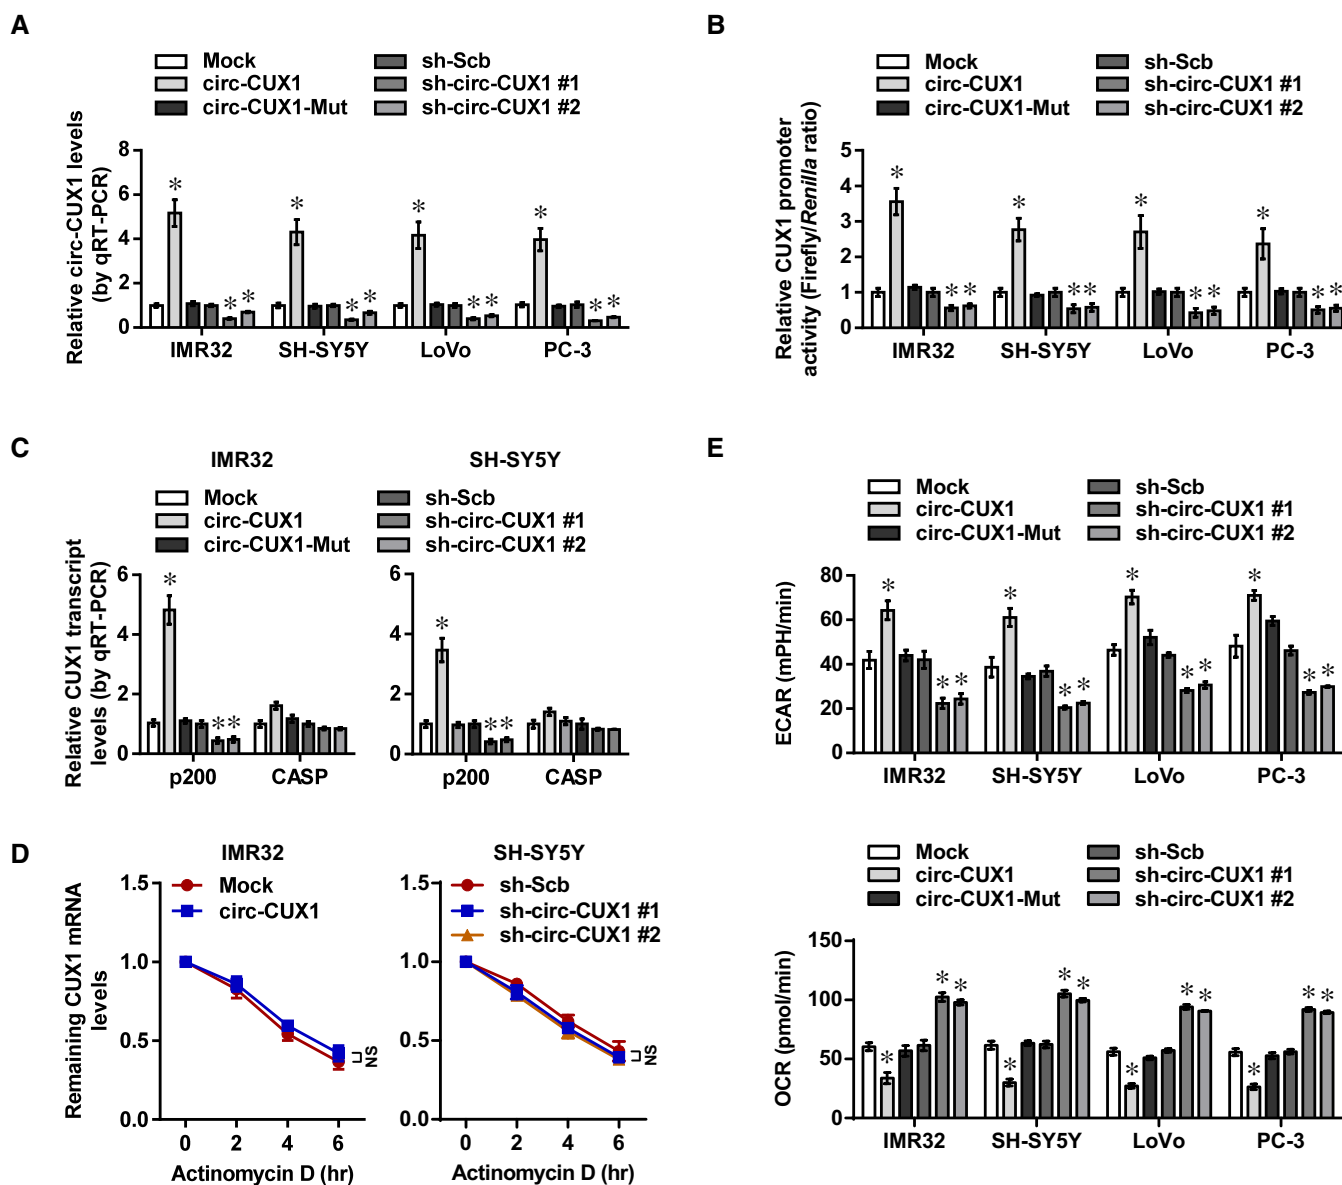 A
Mock
circ-CUX1
circ-CUX1-Mut
sh-Scb
sh-circ-CUX1 #1
sh-circ-CUX1 #2
Relative circ-CUX1 levels
(by qRT-PCR)
8
6
4
2
0
* * * * * * * * * * * *
IMR32 SH-SY5Y LoVo PC-3
B
Mock
circ-CUX1
circ-CUX1-Mut
sh-Scb
sh-circ-CUX1 #1
sh-circ-CUX1 #2
Relative CUX1 promoter
activity (Firefly/Renilla ratio)
5
4
3
2
1
0
* * * * * * * * * * * *
IMR32 SH-SY5Y LoVo PC-3
C
IMR32 SH-SY5Y
Mock
circ-CUX1
circ-CUX1-Mut
sh-Scb
sh-circ-CUX1 #1
sh-circ-CUX1 #2
Relative CUX1 transcript
levels (by qRT-PCR)
6
4
2
0
* * *
p200 CASP
6
4
2
0
* * *
p200 CASP
D
IMR32
Mock
circ-CUX1
Remaining CUX1 mRNA
levels
1.5
1.0
0.5
0.0
NS
0 2 4 6
Actinomycin D (hr)
SH-SY5Y
sh-Scb
sh-circ-CUX1 #1
sh-circ-CUX1 #2
1.5
1.0
0.5
0.0
NS
0 2 4 6
Actinomycin D (hr)
E
Mock
circ-CUX1
circ-CUX1-Mut
sh-Scb
sh-circ-CUX1 #1
sh-circ-CUX1 #2
ECAR (mPH/min)
80
60
40
20
0
* * * * * * * * * * * *
IMR32 SH-SY5Y LoVo PC-3
Mock
circ-CUX1
circ-CUX1-Mut
sh-Scb
sh-circ-CUX1 #1
sh-circ-CUX1 #2
OCR (pmol/min)
150
100
50
0
* * * * * * * * * * * *
IMR32 SH-SY5Y LoVo PC-3